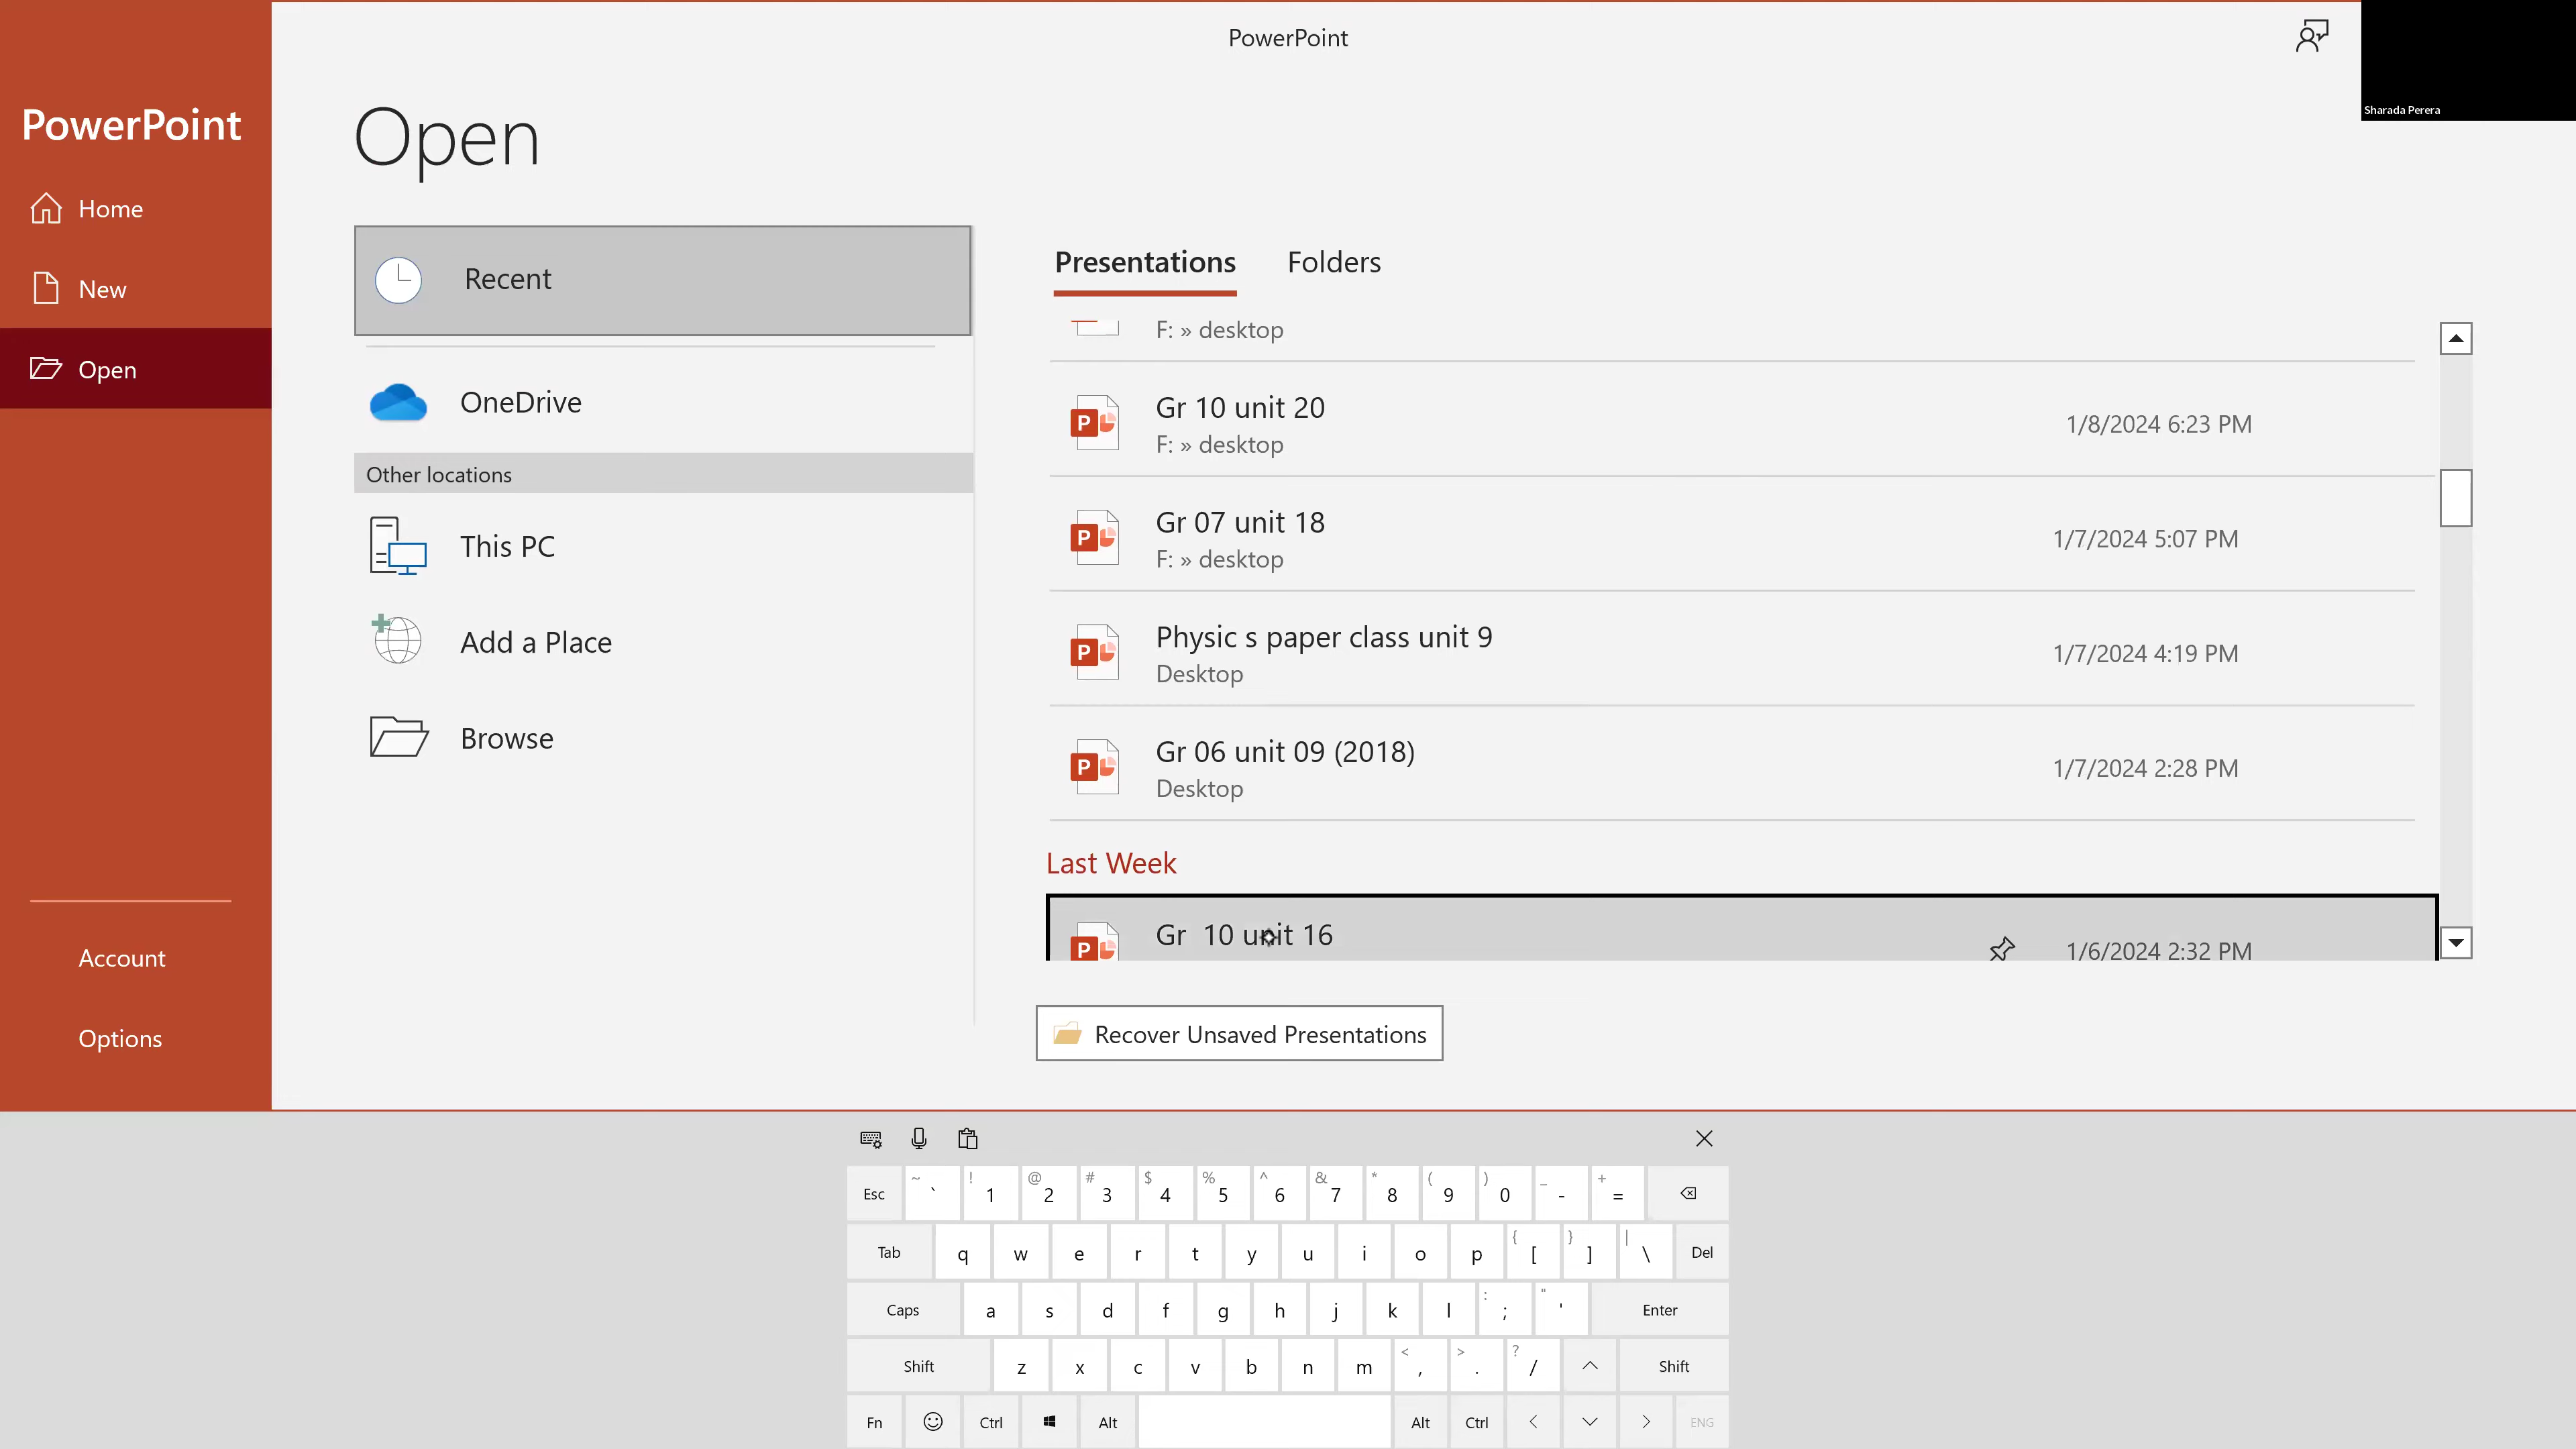 PowerPoint
Sharada Perera
PowerPoint
Home
New
Open
Account
Options
Open
Recent
OneDrive
Other locations
This PC
Add a Place
Browse
Presentations Folders
F: » desktop
Gr 10 unit 20
F: » desktop
1/8/2024 6:23 PM
Gr 07 unit 18
F: » desktop
1/7/2024 5:07 PM
Physic s paper class unit 9
Desktop
1/7/2024 4:19 PM
Gr 06 unit 09 (2018)
Desktop
1/7/2024 2:28 PM
Last Week
Gr  10 unit 16
1/6/2024 2:32 PM
Recover Unsaved Presentations
Esc ~ ` ! 1 @ 2 # 3 $ 4 % 5 ^ 6 & 7 * 8 ( 9 ) 0 _ - + =
Tab q w e r t y u i o p { [ } ] | \ Del
Caps a s d f g h j k l : ; " ' Enter
Shift z x c v b n m < , > . ? / Shift
Fn Ctrl Alt Alt Ctrl ENG